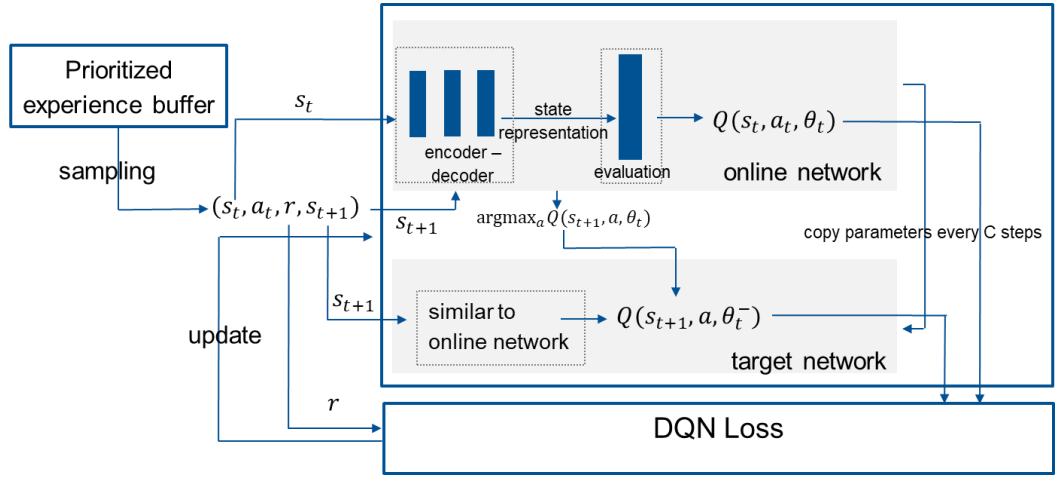 Prioritized
experience buffer
sampling
(s_t, a_t, r, s_{t+1})
s_t
encoder –
decoder
state
representation
evaluation
Q(s_t, a_t, θ_t)
online network
s_{t+1}
argmax_a Q(s_{t+1}, a, θ_t)
copy parameters every C steps
s_{t+1}
similar to
online network
Q(s_{t+1}, a, θ_t^−)
target network
update
r
DQN Loss